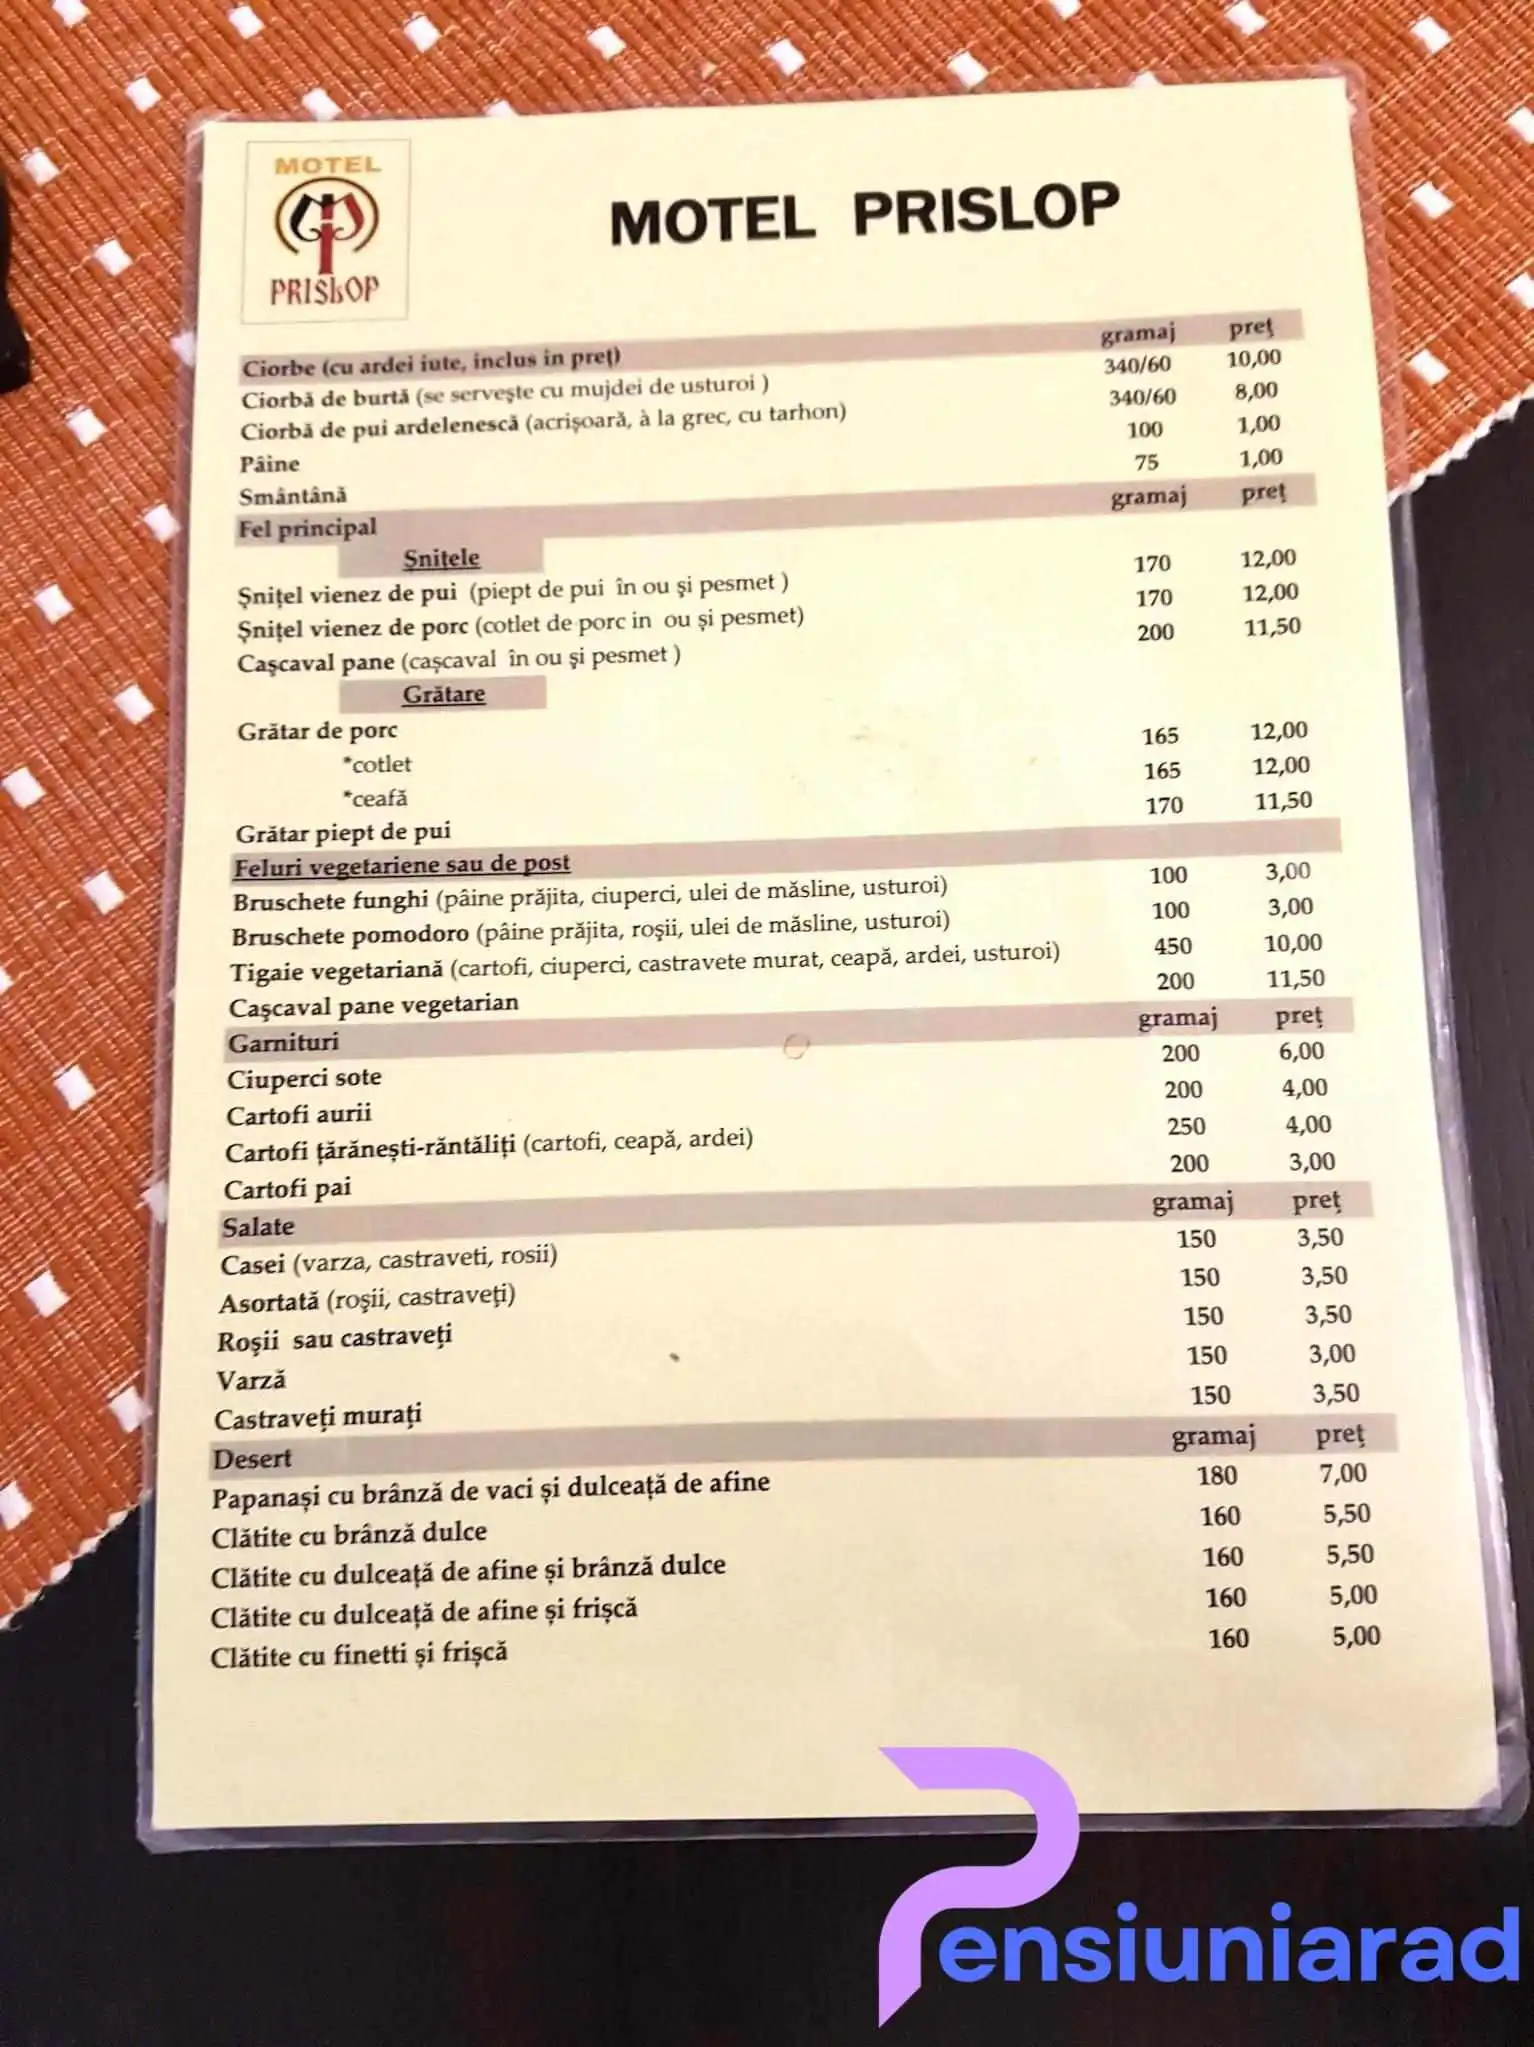 MOTEL
PRISLOP
MOTEL PRISLOP
Ciorbe (cu ardei iute, inclus in preț) gramaj preț
Ciorbă de burtă (se servește cu mujdei de usturoi ) 340/60 10,00
Ciorbă de pui ardelenescă (acrișoară, à la grec, cu tarhon) 340/60 8,00
Pâine 100 1,00
Smântână 75 1,00
Fel principal gramaj preț
Șnițele
Șnițel vienez de pui (piept de pui în ou și pesmet ) 170 12,00
Șnițel vienez de porc (cotlet de porc in ou și pesmet) 170 12,00
Cașcaval pane (cașcaval în ou și pesmet ) 200 11,50
Grătare
Grătar de porc
*cotlet 165 12,00
*ceafă 165 12,00
Grătar piept de pui 170 11,50
Feluri vegetariene sau de post
Bruschete funghi (pâine prăjita, ciuperci, ulei de măsline, usturoi) 100 3,00
Bruschete pomodoro (pâine prăjita, roșii, ulei de măsline, usturoi) 100 3,00
Tigaie vegetariană (cartofi, ciuperci, castravete murat, ceapă, ardei, usturoi) 450 10,00
Cașcaval pane vegetarian 200 11,50
Garnituri gramaj preț
Ciuperci sote 200 6,00
Cartofi aurii 200 4,00
Cartofi țărănești-răntăliți (cartofi, ceapă, ardei) 250 4,00
Cartofi pai 200 3,00
Salate gramaj preț
Casei (varza, castraveti, rosii) 150 3,50
Asortată (roșii, castraveți) 150 3,50
Roșii sau castraveți 150 3,50
Varză 150 3,00
Castraveți murați 150 3,50
Desert gramaj preț
Papanași cu brânză de vaci și dulceață de afine 180 7,00
Clătite cu brânză dulce 160 5,50
Clătite cu dulceață de afine și brânză dulce 160 5,50
Clătite cu dulceață de afine și frișcă 160 5,00
Clătite cu finetti și frișcă 160 5,00
Pensiuniarad